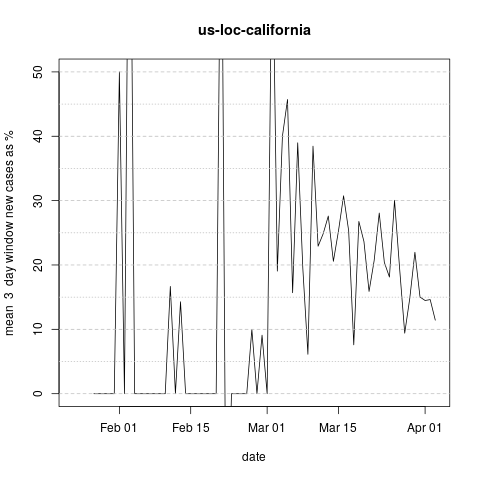 us-loc-california
mean 3 day window new cases as %
50
40
30
20
10
0
Feb 01 Feb 15 Mar 01 Mar 15 Apr 01
date